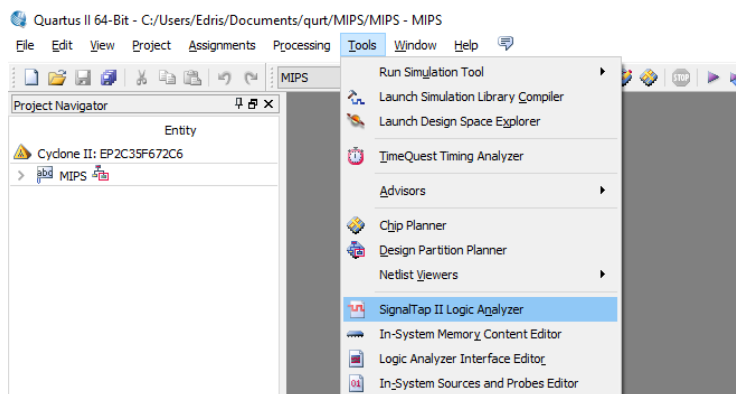 Quartus II 64-Bit - C:/Users/Edris/Documents/qurt/MIPS/MIPS - MIPS
File Edit View Project Assignments Processing Tools Window Help
MIPS
STOP
Project Navigator
Entity
Cyclone II: EP2C35F672C6
abd MIPS
Run Simulation Tool
Launch Simulation Library Compiler
Launch Design Space Explorer
TimeQuest Timing Analyzer
Advisors
Chip Planner
Design Partition Planner
Netlist Viewers
SignalTap II Logic Analyzer
In-System Memory Content Editor
Logic Analyzer Interface Editor
01 In-System Sources and Probes Editor